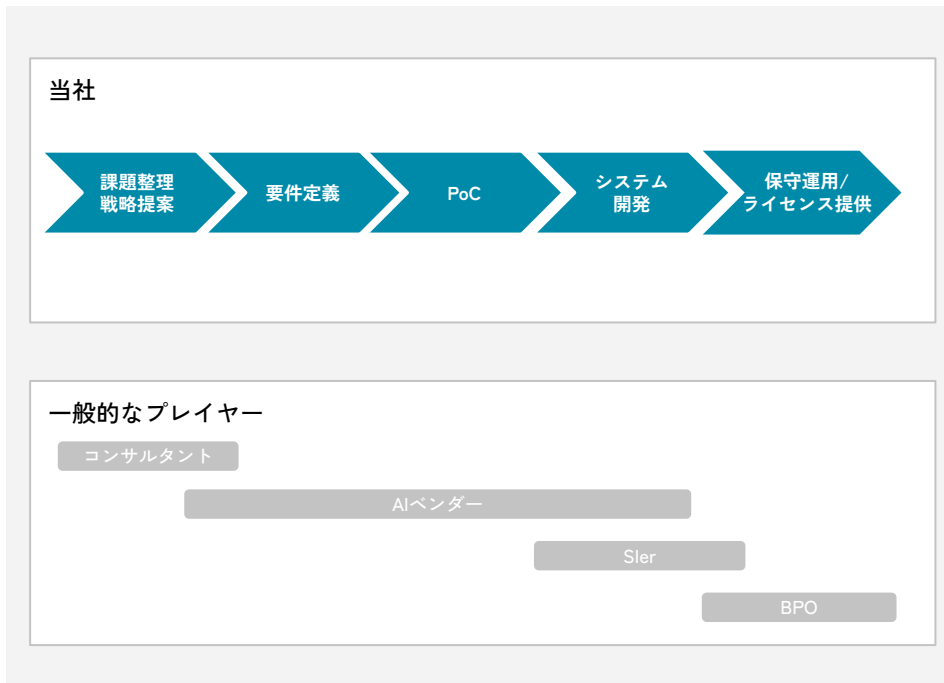 当社
課題整理
戦略提案
要件定義
PoC
システム
開発
保守運用/
ライセンス提供
一般的なプレイヤー
コンサルタント
AIベンダー
SIer
BPO